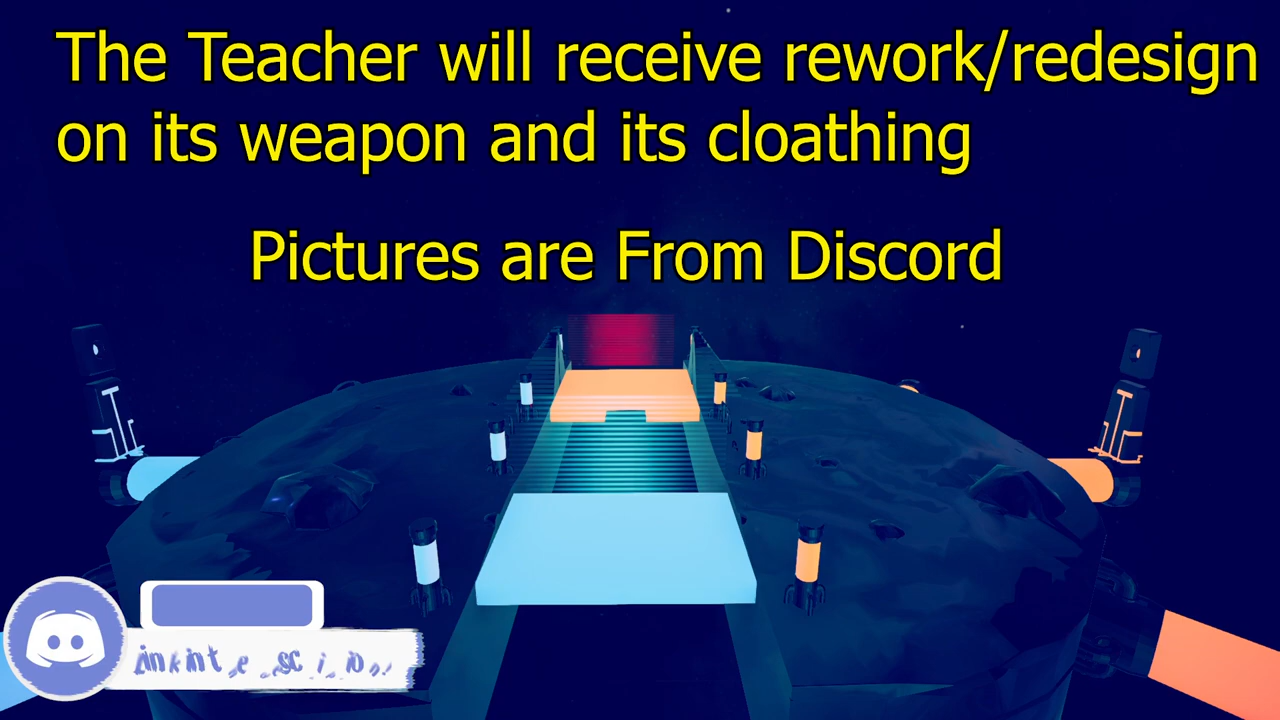 The Teacher will receive rework/redesign
on its weapon and its cloathing
Pictures are From Discord